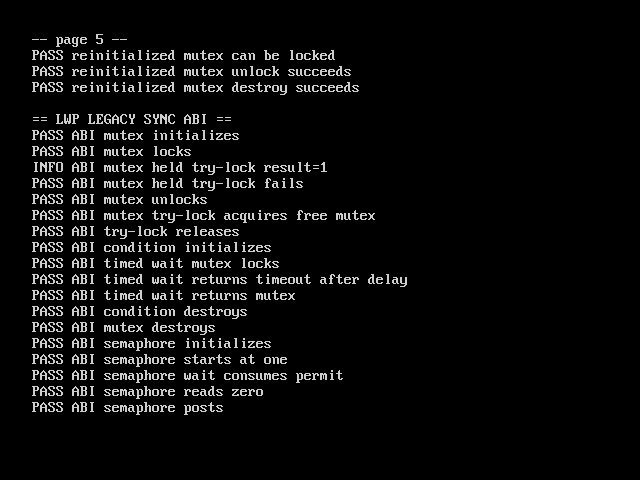 -- page 5 --
PASS reinitialized mutex can be locked
PASS reinitialized mutex unlock succeeds
PASS reinitialized mutex destroy succeeds
== LWP LEGACY SYNC ABI ==
PASS ABI mutex initializes
PASS ABI mutex locks
INFO ABI mutex held try-lock result=1
PASS ABI mutex held try-lock fails
PASS ABI mutex unlocks
PASS ABI mutex try-lock acquires free mutex
PASS ABI try-lock releases
PASS ABI condition initializes
PASS ABI timed wait mutex locks
PASS ABI timed wait returns timeout after delay
PASS ABI timed wait returns mutex
PASS ABI condition destroys
PASS ABI mutex destroys
PASS ABI semaphore initializes
PASS ABI semaphore starts at one
PASS ABI semaphore wait consumes permit
PASS ABI semaphore reads zero
PASS ABI semaphore posts